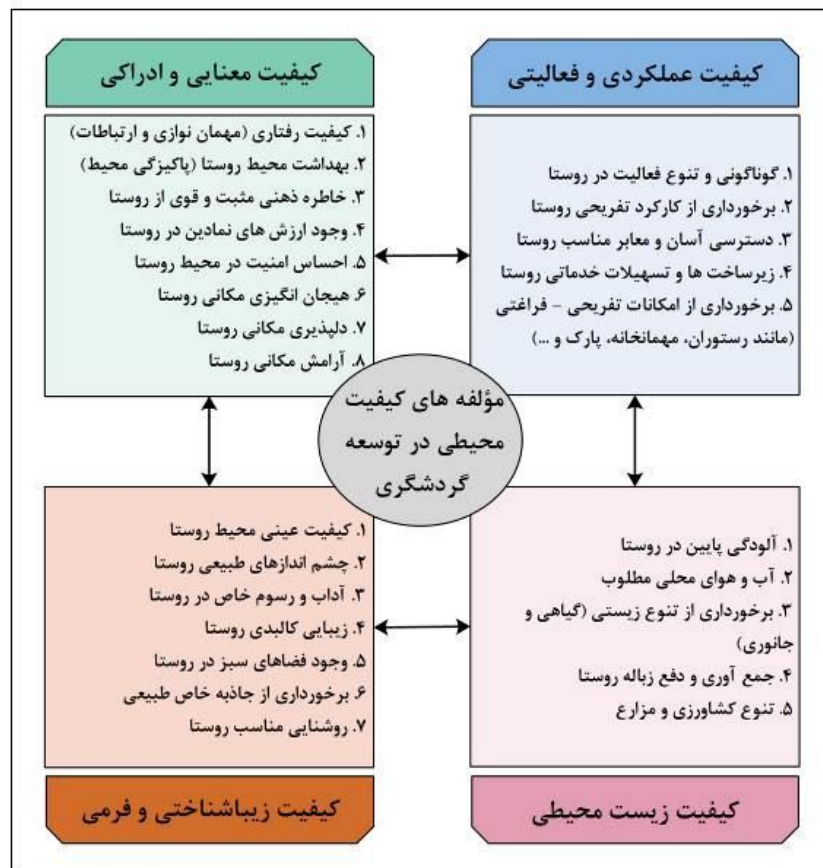 کیفیت عملکردی و فعالیتی
۱. گوناگونی و تنوع فعالیت در روستا
۲. برخورداری از کارکرد تفریحی روستا
۳. دسترسی آسان و معابر مناسب روستا
۴. زیرساخت ها و تسهیلات خدماتی روستا
۵. برخورداری از امکانات تفریحی – فراغتی
(مانند رستوران، مهمانخانه، پارک و ...)
کیفیت معنایی و ادراکی
۱. کیفیت رفتاری (مهمان نوازی و ارتباطات)
۲. بهداشت محیط روستا (پاکیزگی محیط)
۳. خاطره ذهنی مثبت و قوی از روستا
۴. وجود ارزش های نمادین در روستا
۵. احساس امنیت در محیط روستا
۶. هیجان انگیزی مکانی روستا
۷. دلپذیری مکانی روستا
۸. آرامش مکانی روستا
مؤلفه های کیفیت
محیطی در توسعه
گردشگری
۱. آلودگی پایین در روستا
۲. آب و هوای محلی مطلوب
۳. برخورداری از تنوع زیستی (گیاهی و
جانوری)
۴. جمع آوری و دفع زباله روستا
۵. تنوع کشاورزی و مزارع
کیفیت زیست محیطی
۱. کیفیت عینی محیط روستا
۲. چشم اندازهای طبیعی روستا
۳. آداب و رسوم خاص در روستا
۴. زیبایی کالبدی روستا
۵. وجود فضاهای سبز در روستا
۶. برخورداری از جاذبه خاص طبیعی
۷. روشنایی مناسب روستا
کیفیت زیباشناختی و فرمی